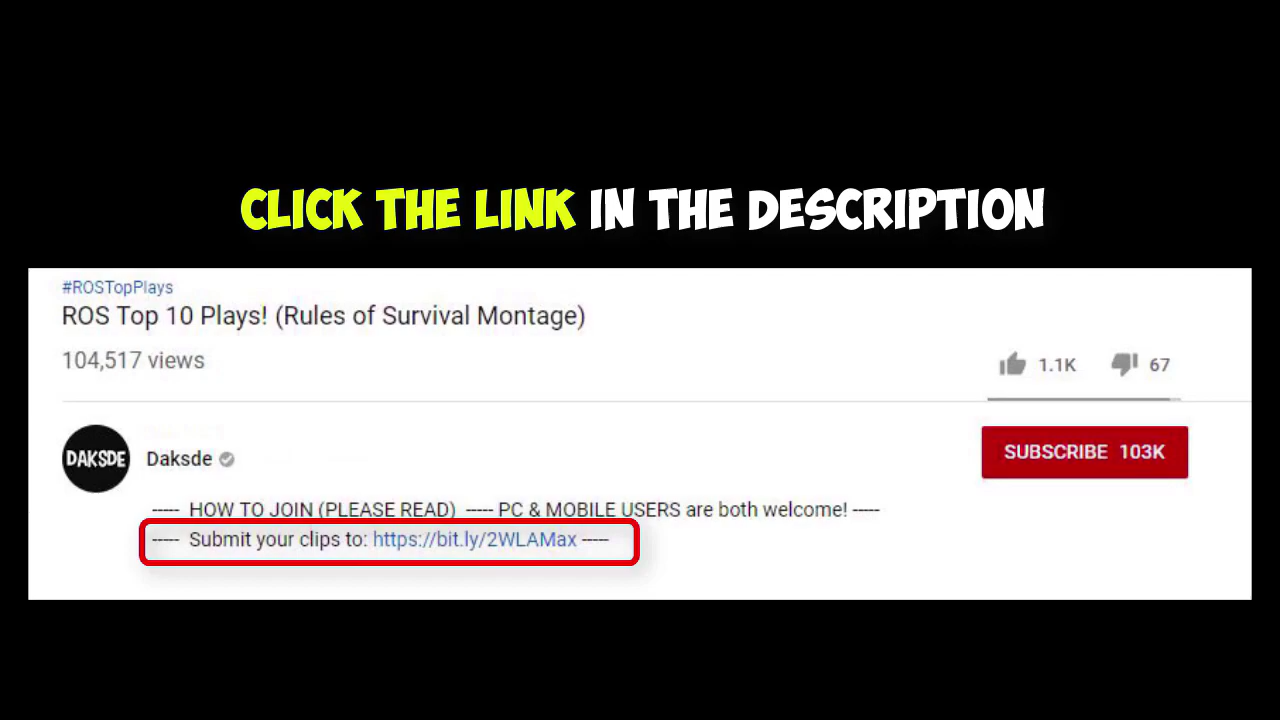 CLICK THE LINK IN THE DESCRIPTION
#ROSTopPlays
ROS Top 10 Plays! (Rules of Survival Montage)
104,517 views
1.1K 67
DAKSDE
Daksde
SUBSCRIBE 103K
----- HOW TO JOIN (PLEASE READ) ----- PC & MOBILE USERS are both welcome! -----
----- Submit your clips to: https://bit.ly/2WLAMax -----